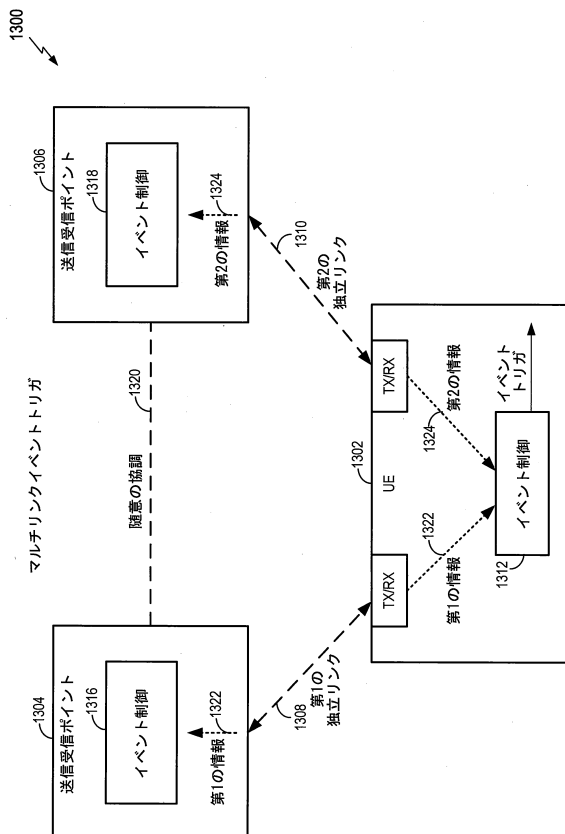 1300
マルチリンクイベントトリガ
1304
送信受信ポイント
1316
イベント制御
1322
第1の情報
1320
随意の協調
1306
送信受信ポイント
1318
イベント制御
1324
第2の情報
1308
第1の
独立リンク
1310
第2の
独立リンク
1302
TX/RX
UE
TX/RX
1322
第1の情報
1324
第2の情報
1312
イベント制御
イベント
トリガ